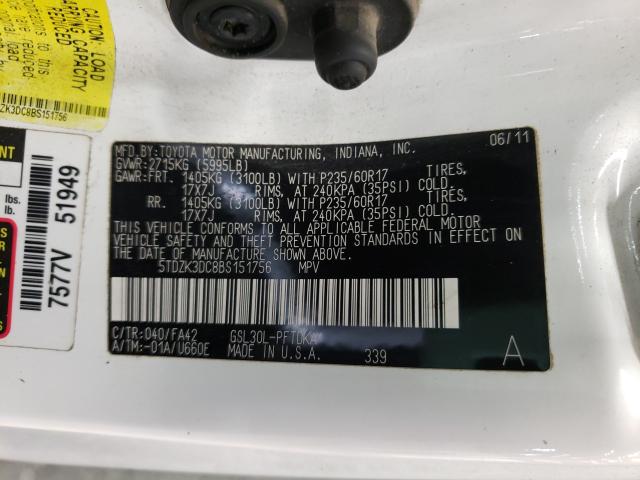 CAUTION: LOAD
CARRYING CAPACITY
REDUCED
ZK3DC8BS151756
lbs.
lb.
7577V 51949
MFD.BY:TOYOTA MOTOR MANUFACTURING, INDIANA, INC. 06/11
GVWR:2715KG (5995LB)
GAWR:FRT. 1405KG (3100LB) WITH P235/60R17 TIRES,
17X7J RIMS, AT 240KPA (35PSI) COLD.
RR. 1405KG (3100LB) WITH P235/60R17 TIRES,
17X7J RIMS, AT 240KPA (35PSI) COLD.
THIS VEHICLE CONFORMS TO ALL APPLICABLE FEDERAL MOTOR
VEHICLE SAFETY AND THEFT PREVENTION STANDARDS IN EFFECT ON
THE DATE OF MANUFACTURE SHOWN ABOVE.
5TDZK3DC8BS151756 MPV
C/TR:040/FA42 GSL30L-PFTDKA
A/TM:-01A/U660E MADE IN U.S.A. 339 A